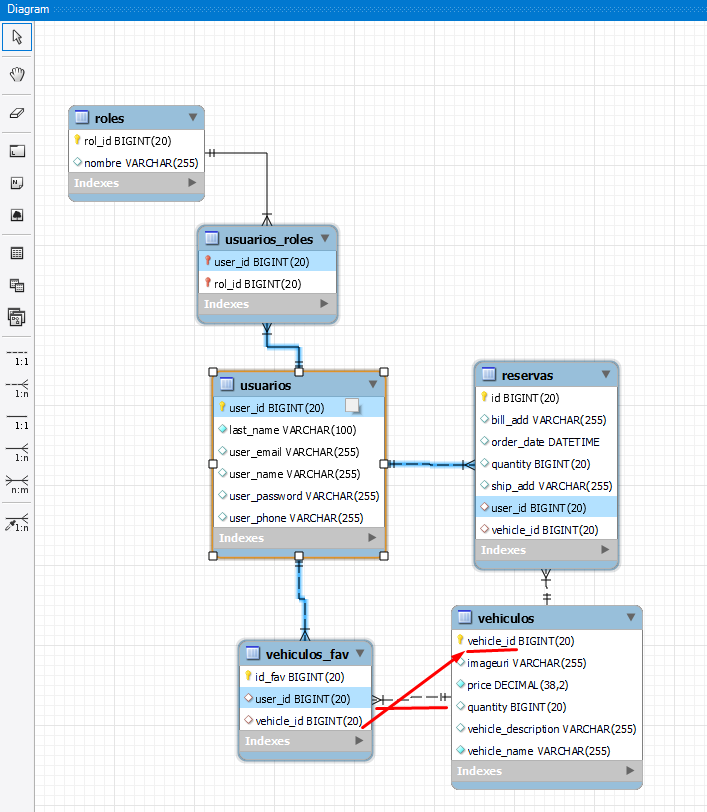 Diagram
roles
rol_id BIGINT(20)
nombre VARCHAR(255)
Indexes
usuarios_roles
user_id BIGINT(20)
rol_id BIGINT(20)
Indexes
usuarios
user_id BIGINT(20)
last_name VARCHAR(100)
user_email VARCHAR(255)
user_name VARCHAR(255)
user_password VARCHAR(255)
user_phone VARCHAR(255)
Indexes
reservas
id BIGINT(20)
bill_add VARCHAR(255)
order_date DATETIME
quantity BIGINT(20)
ship_add VARCHAR(255)
user_id BIGINT(20)
vehicle_id BIGINT(20)
Indexes
vehiculos_fav
id_fav BIGINT(20)
user_id BIGINT(20)
vehicle_id BIGINT(20)
Indexes
vehiculos
vehicle_id BIGINT(20)
imageuri VARCHAR(255)
price DECIMAL(38,2)
quantity BIGINT(20)
vehicle_description VARCHAR(255)
vehicle_name VARCHAR(255)
Indexes
1:1
1:n
1:1
1:n
n:m
1:n